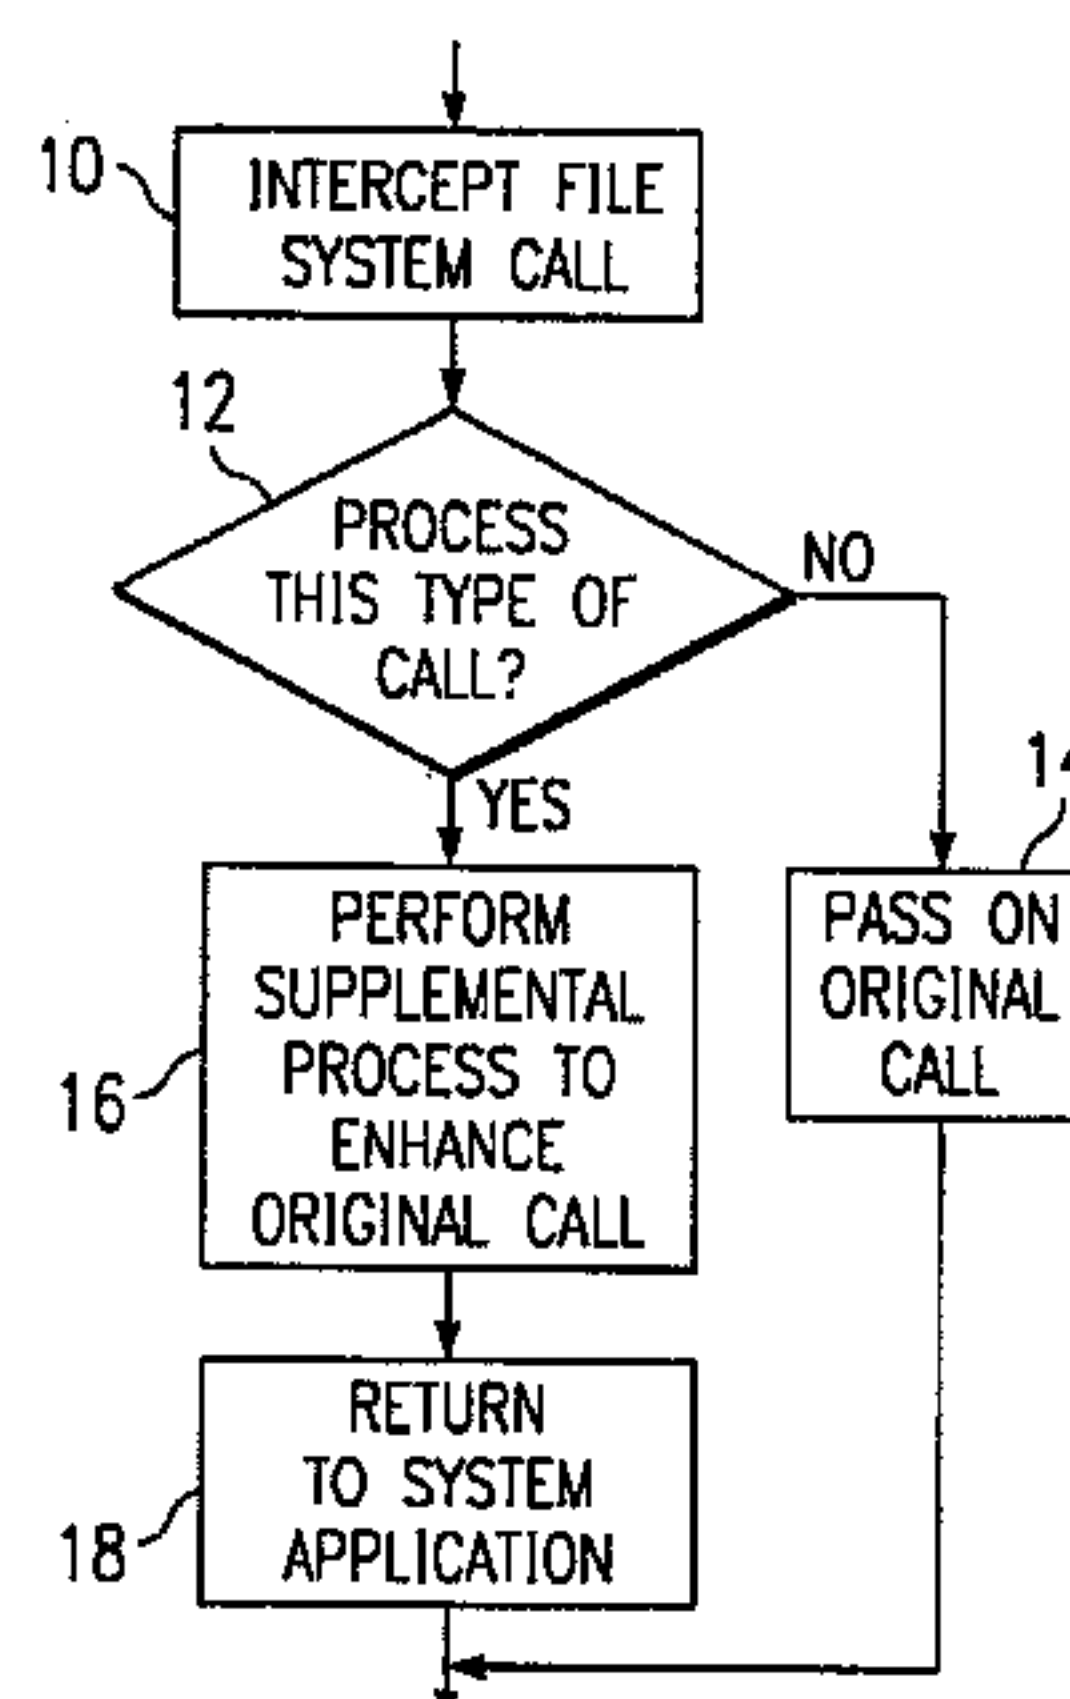 10
INTERCEPT FILE
SYSTEM CALL
12
PROCESS
THIS TYPE OF
CALL?
NO
YES
14
PERFORM
SUPPLEMENTAL
PROCESS TO
ENHANCE
ORIGINAL CALL
16
PASS ON
ORIGINAL
CALL
RETURN
TO SYSTEM
APPLICATION
18